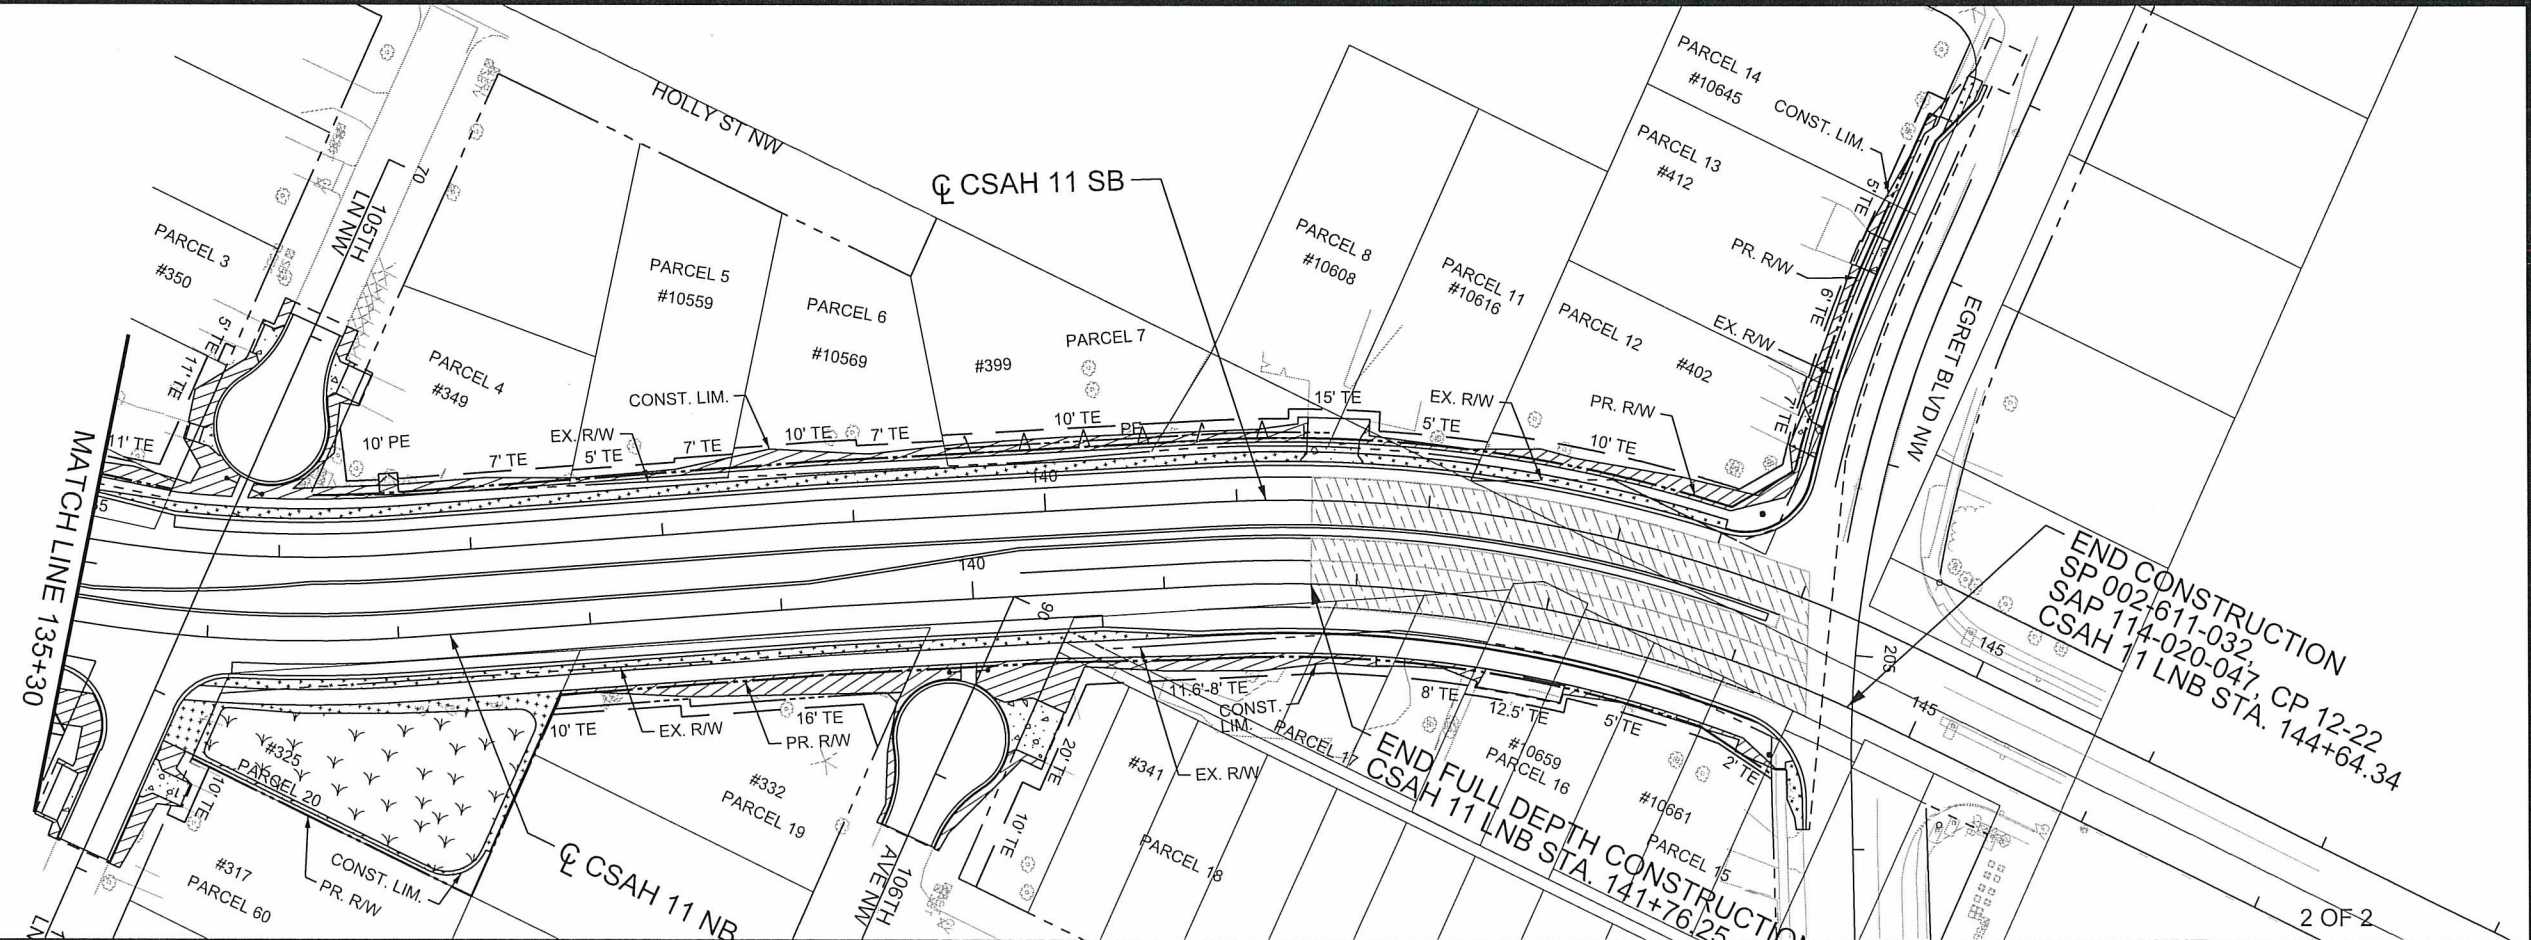 HOLLY ST NW
℄ CSAH 11 SB
PARCEL 14
#10645
CONST. LIM.
PARCEL 13
#412
5' TE
PR. R/W
6' TE
EX. R/W
7' TE
EGRET BLVD NW
70
105TH
LN NW
PARCEL 3
#350
5' TE
11' TE
11' TE
MATCH LINE 135+30
PARCEL 4
#349
10' PE
PARCEL 5
#10559
CONST. LIM.
EX. R/W
7' TE
5' TE
7' TE
PARCEL 6
#10569
10' TE
7' TE
PARCEL 7
#399
10' TE
PE
PARCEL 8
#10608
15' TE
PARCEL 11
#10616
EX. R/W
5' TE
PARCEL 12
#402
PR. R/W
10' TE
140
140
90
END CONSTRUCTION
SP 002-611-032,
SAP 114-020-047, CP 12-22
CSAH 11 LNB STA. 144+64.34
145
145
205
#325
PARCEL 20
10' TE
#317
PARCEL 60
CONST. LIM.
PR. R/W
℄ CSAH 11 NB
10' TE
EX. R/W
16' TE
PR. R/W
#332
PARCEL 19
106TH
AVE NW
20' TE
10' TE
11.6'-8' TE
CONST.
LIM.
PARCEL 17
#341
EX. R/W
PARCEL 18
8' TE
12.5' TE
5' TE
#10659
PARCEL 16
2' TE
#10661
PARCEL 15
END FULL DEPTH CONSTRUCTION
CSAH 11 LNB STA. 141+76.25
2 OF 2